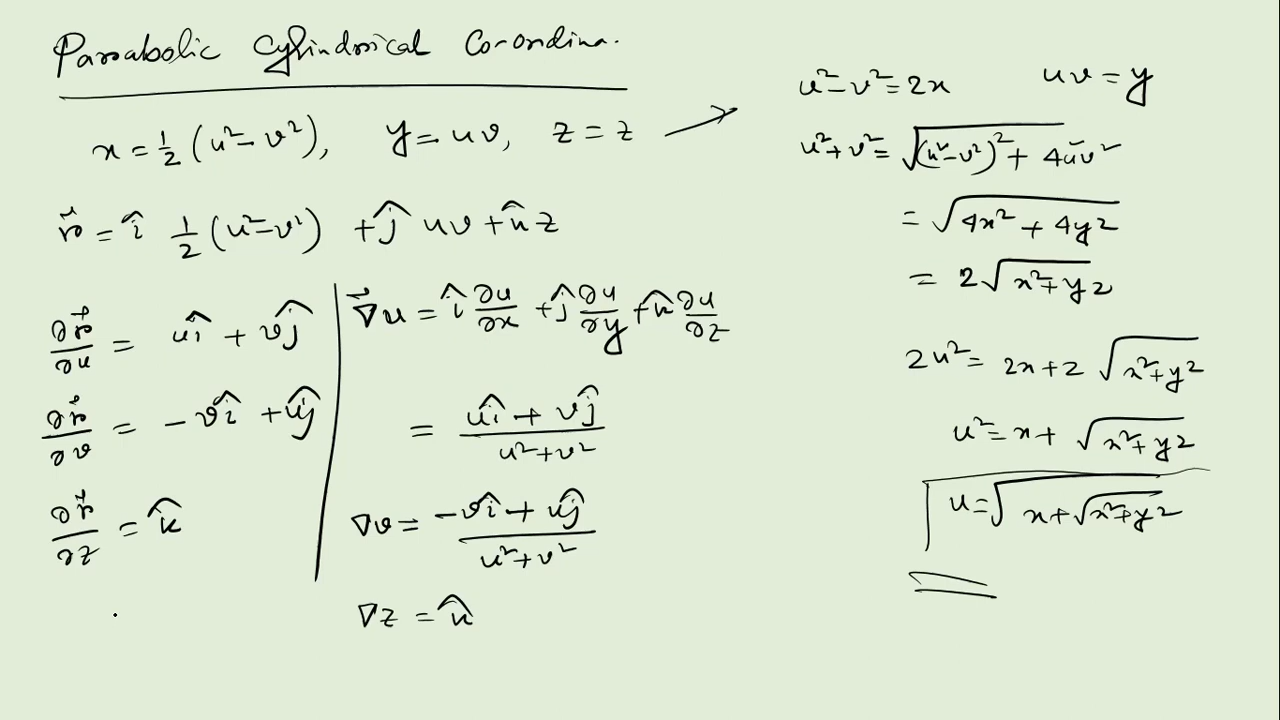 Parabolic Cylindrical Co-ordina.
x = 1/2 (u² - v²), y = uv, z = z →
r⃗ = î 1/2 (u² - v²) + ĵ uv + k̂ z
∂r⃗/∂u = uî + vĵ
∂r⃗/∂v = -vî + uĵ
∂r⃗/∂z = k̂
∇⃗u = î ∂u/∂x + ĵ ∂u/∂y + k̂ ∂u/∂z
= (uî + vĵ)/(u² + v²)
∇v = (-vî + uĵ)/(u² + v²)
∇z = k̂
u² - v² = 2x uv = y
u² + v² = √((u² - v²)² + 4u²v²)
= √(4x² + 4y²)
= 2√(x² + y²)
2u² = 2x + 2√(x² + y²)
u² = x + √(x² + y²)
u = √(x + √(x² + y²))